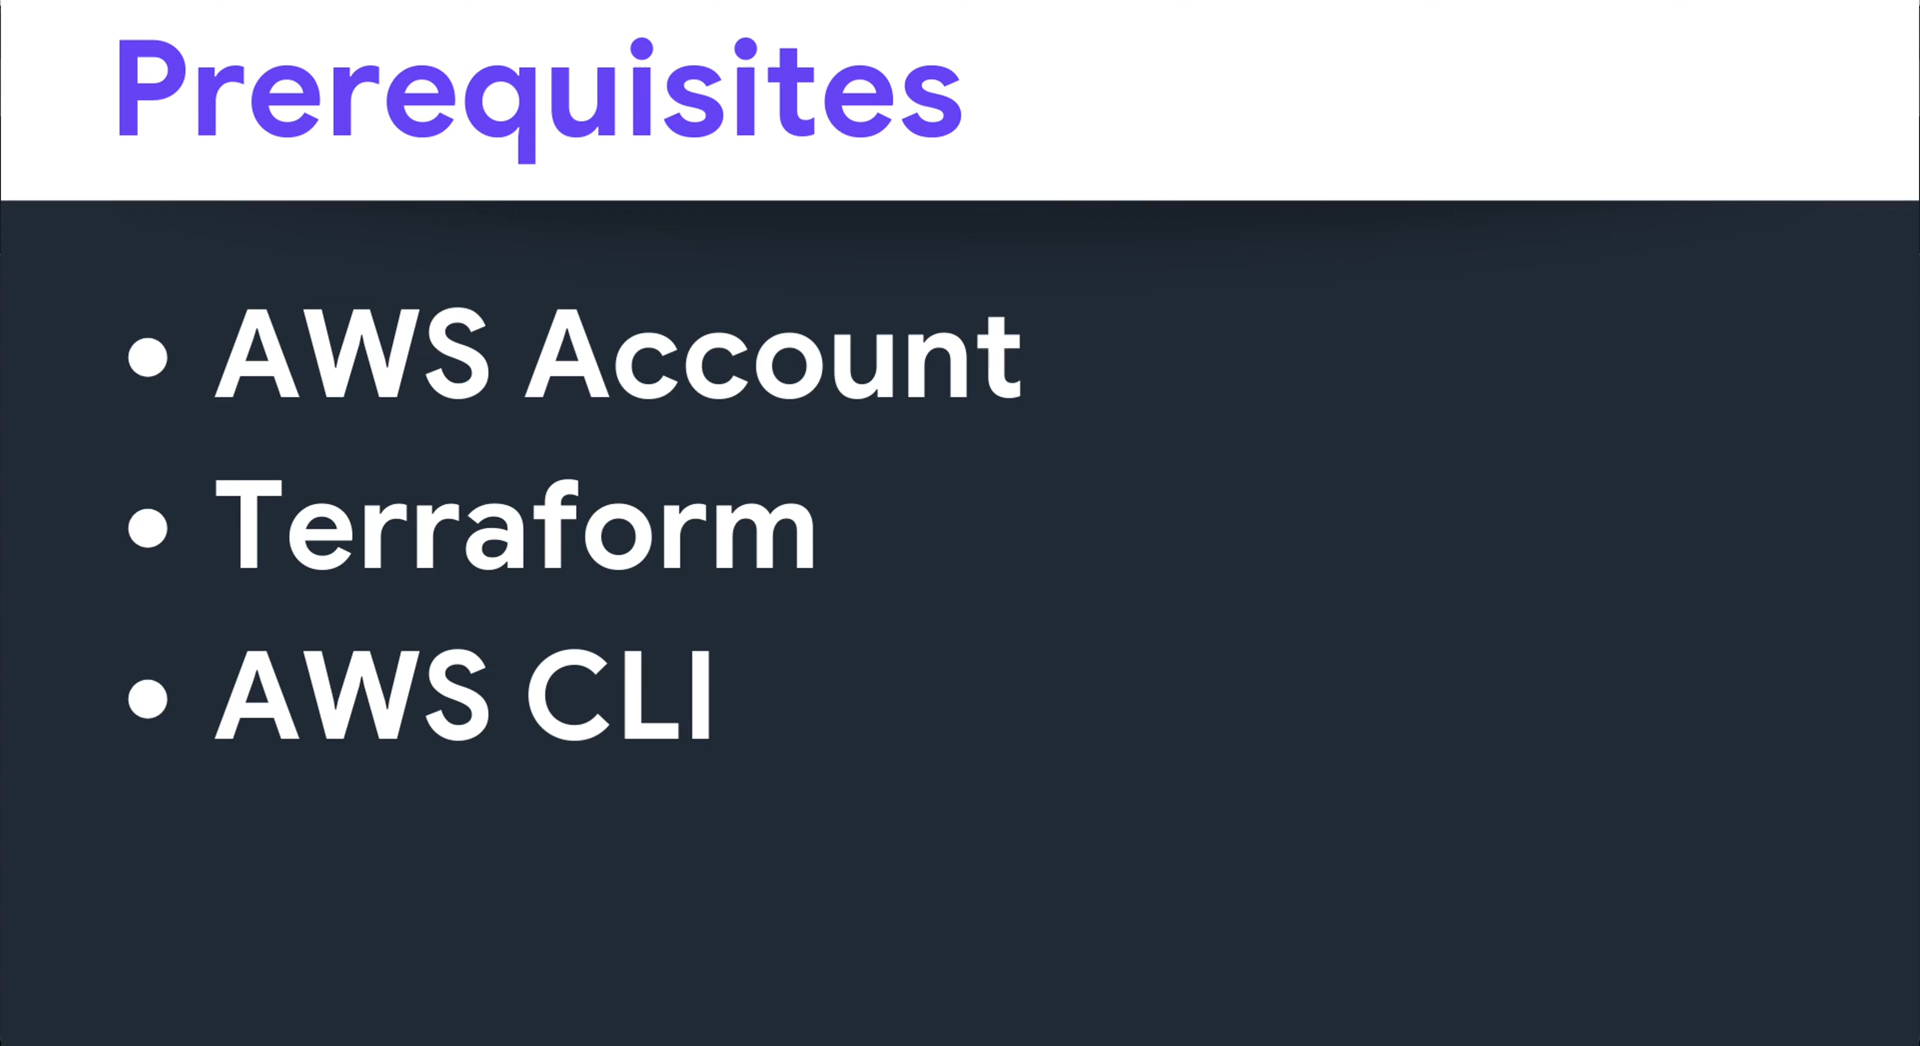 Prerequisites
• AWS Account
• Terraform
• AWS CLI